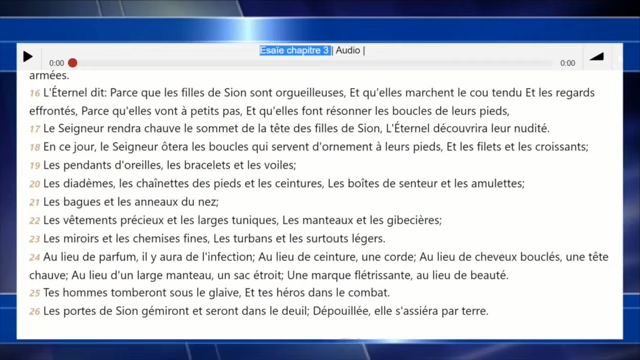 Esaïe chapitre 3 | Audio |
0:00 0:00
armées.
16 L'Éternel dit: Parce que les filles de Sion sont orgueilleuses, Et qu'elles marchent le cou tendu Et les regards
effrontés, Parce qu'elles vont à petits pas, Et qu'elles font résonner les boucles de leurs pieds,
17 Le Seigneur rendra chauve le sommet de la tête des filles de Sion, L'Éternel découvrira leur nudité.
18 En ce jour, le Seigneur ôtera les boucles qui servent d'ornement à leurs pieds, Et les filets et les croissants;
19 Les pendants d'oreilles, les bracelets et les voiles;
20 Les diadèmes, les chaînettes des pieds et les ceintures, Les boîtes de senteur et les amulettes;
21 Les bagues et les anneaux du nez;
22 Les vêtements précieux et les larges tuniques, Les manteaux et les gibecières;
23 Les miroirs et les chemises fines, Les turbans et les surtouts légers.
24 Au lieu de parfum, il y aura de l'infection; Au lieu de ceinture, une corde; Au lieu de cheveux bouclés, une tête
chauve; Au lieu d'un large manteau, un sac étroit; Une marque flétrissante, au lieu de beauté.
25 Tes hommes tomberont sous le glaive, Et tes héros dans le combat.
26 Les portes de Sion gémiront et seront dans le deuil; Dépouillée, elle s'assiéra par terre.